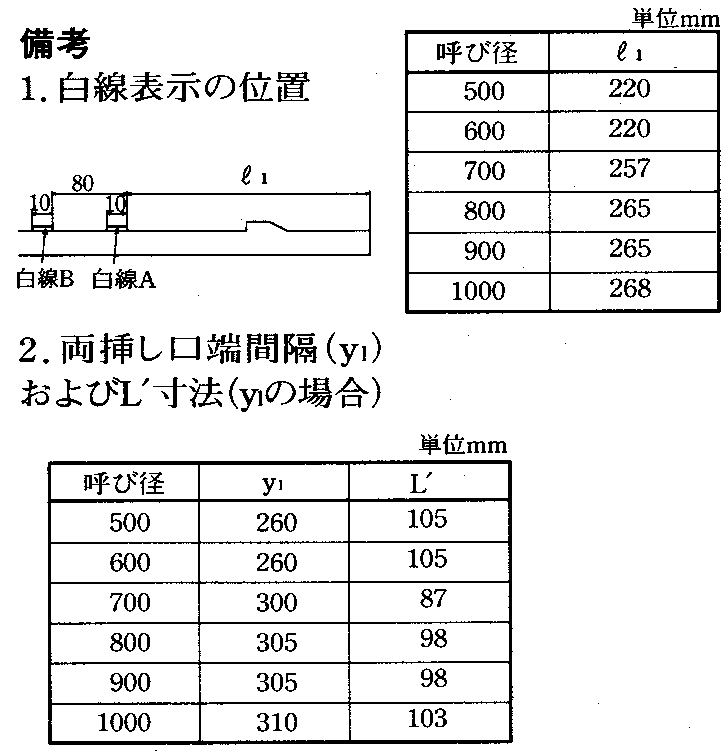 備考
1.白線表示の位置
10 80 10 ℓ1
白線B 白線A
単位mm
呼び径 ℓ1
500 220
600 220
700 257
800 265
900 265
1000 268
2.両挿し口端間隔(y1)
およびL´寸法(y1の場合)
単位mm
呼び径 y1 L´
500 260 105
600 260 105
700 300 87
800 305 98
900 305 98
1000 310 103